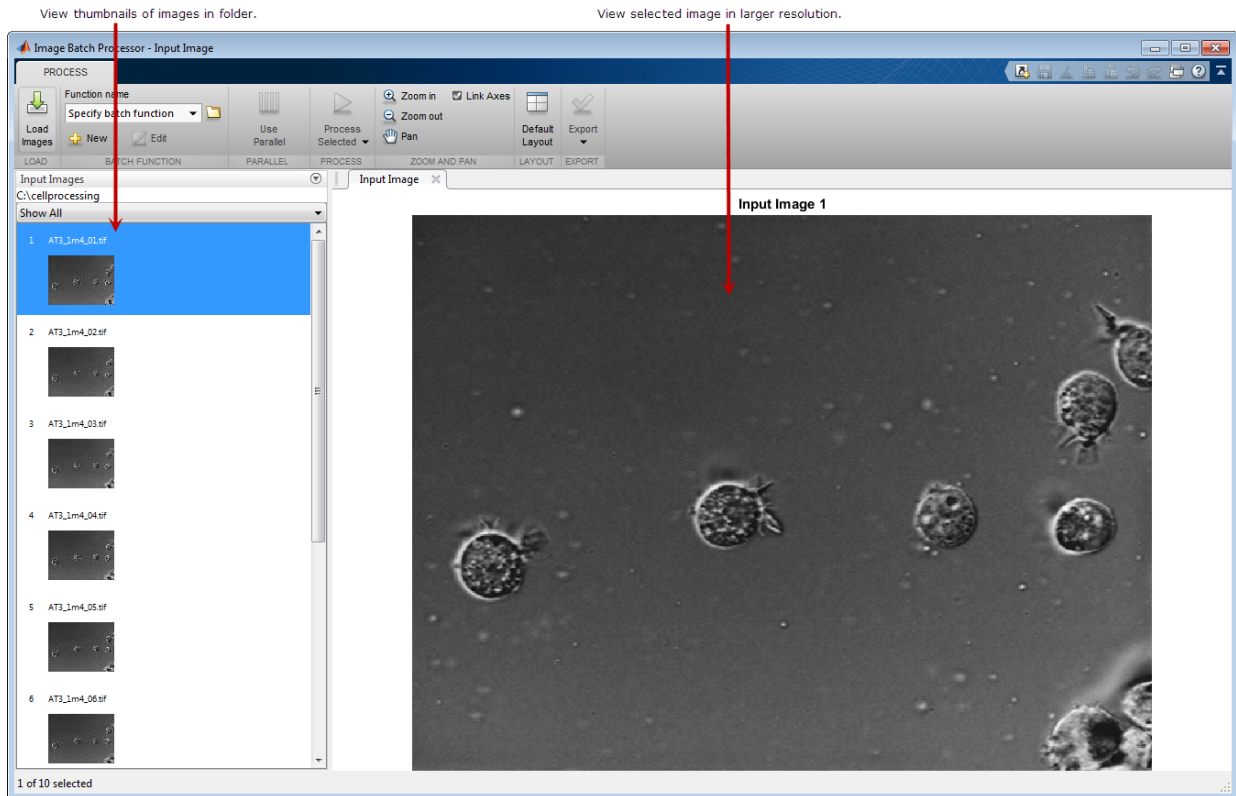 View thumbnails of images in folder.
View selected image in larger resolution.
Image Batch Processor - Input Image
PROCESS
Load Images
LOAD
Function name
Specify batch function
New
Edit
BATCH FUNCTION
Use Parallel
PARALLEL
Process Selected
PROCESS
Zoom in
Link Axes
Zoom out
Pan
ZOOM AND PAN
Default Layout
LAYOUT
Export
EXPORT
Input Images
C:\cellprocessing
Show All
1 AT3_1m4_01.tif
2 AT3_1m4_02.tif
3 AT3_1m4_03.tif
4 AT3_1m4_04.tif
5 AT3_1m4_05.tif
6 AT3_1m4_06.tif
Input Image
Input Image 1
1 of 10 selected